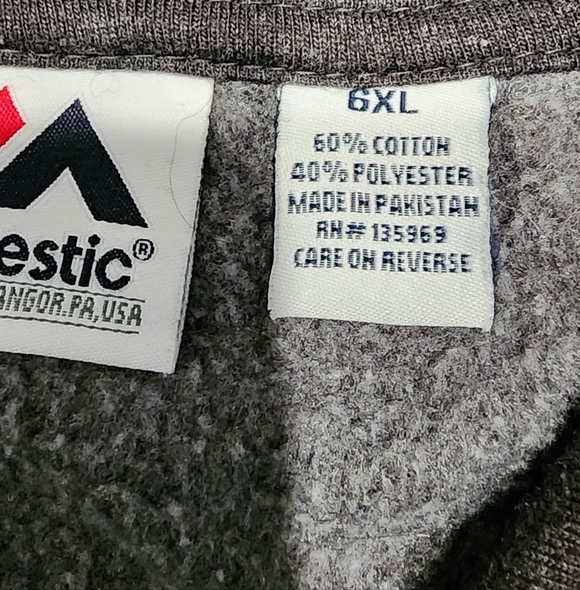 estic®
ANGOR.PA,USA
6XL
60% COTTON
40% POLYESTER
MADE IN PAKISTAN
RN# 135969
CARE ON REVERSE